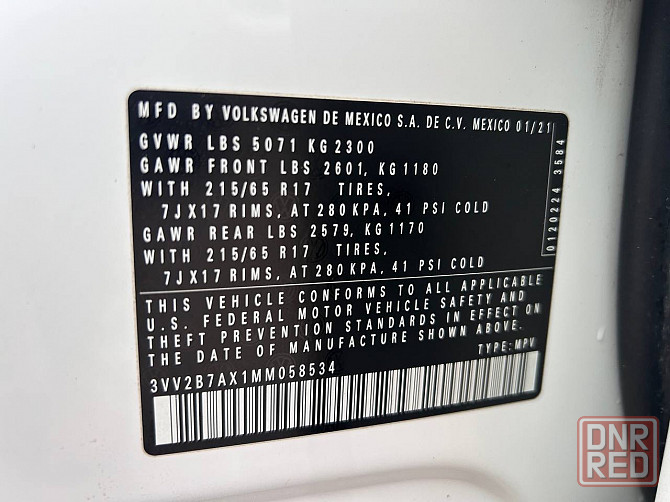 MFD BY VOLKSWAGEN DE MEXICO S.A. DE C.V. MEXICO 01/21
GVWR LBS 5071 KG 2300
GAWR FRONT LBS 2601, KG 1180
WITH 215/65 R17 TIRES,
7JX17 RIMS, AT 280 KPA, 41 PSI COLD
GAWR REAR LBS 2579, KG 1170
WITH 215/65 R17 TIRES,
7JX17 RIMS, AT 280 KPA, 41 PSI COLD
THIS VEHICLE CONFORMS TO ALL APPLICABLE
U.S. FEDERAL MOTOR VEHICLE SAFETY AND
THEFT PREVENTION STANDARDS IN EFFECT ON
THE DATE OF MANUFACTURE SHOWN ABOVE.
TYPE: MPV
3VV2B7AX1MM058534
0120224 3584
DNR
RED